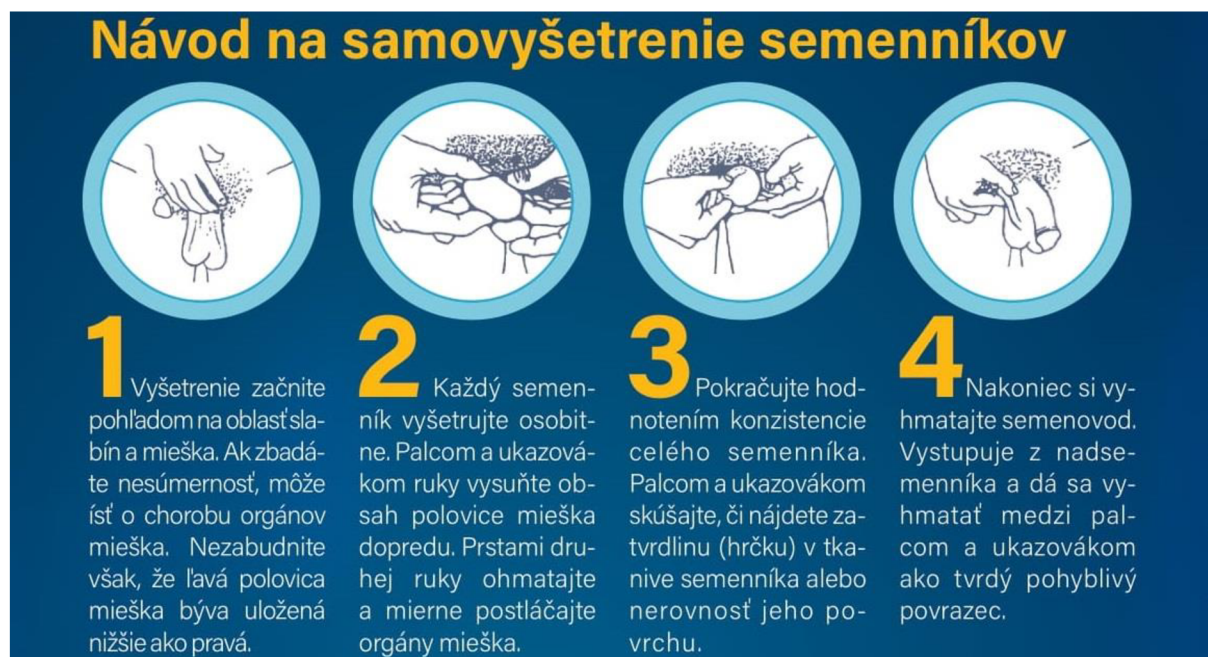 Návod na samovyšetrenie semenníkov
1 Vyšetrenie začnite
pohľadom na oblasť sla-
bín a mieška. Ak zbadá-
te nesúmernosť, môže
ísť o chorobu orgánov
mieška. Nezabudnite
však, že ľavá polovica
mieška býva uložená
nižšie ako pravá.
2 Každý semen-
ník vyšetrujte osobit-
ne. Palcom a ukazová-
kom ruky vysuňte ob-
sah polovice mieška
dopredu. Prstami dru-
hej ruky ohmatajte
a mierne postláčajte
orgány mieška.
3 Pokračujte hod-
notením konzistencie
celého semenníka.
Palcom a ukazovákom
skúšajte, či nájdete za-
tvrdlinu (hrčku) v tka-
nive semenníka alebo
nerovnosť jeho po-
vrchu.
4 Nakoniec si vy-
hmatajte semenovod.
Vystupuje z nadse-
menníka a dá sa vy-
hmatať medzi pal-
com a ukazovákom
ako tvrdý pohyblivý
povrazec.